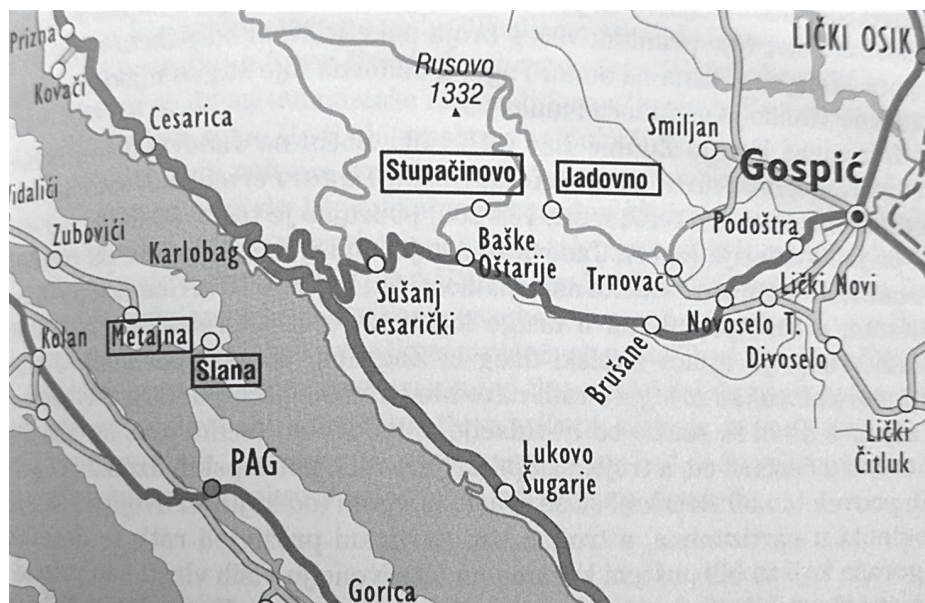 Prizba
LIČKI OSIK
Rusovo
1332
Kovači
Cesarica
Smiljan
Gospić
Stupačinovo
Jadovno
Vidalići
Zubovići
Podoštra
Karlobag
Baške
Oštarije
Trnovac
Lički Novi
Sušanj
Cesarički
Metajna
Kolan
Slana
Novoselo T.
Divoselo
Brušane
Lički
Čitluk
PAG
Lukovo
Šugarje
Gorica